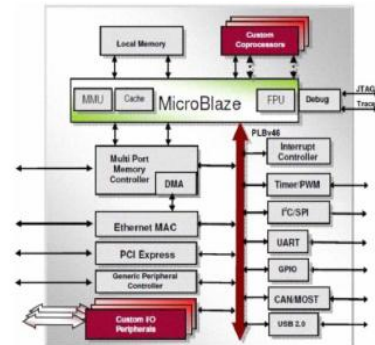 Local Memory
Custom
Coprocessors
MMU
Cache
MicroBlaze
FPU
Debug
JTAG
Trace
PLBv46
Multi Port
Memory
Controller
DMA
Ethernet MAC
PCI Express
Generic Peripheral
Controller
Custom I/O
Peripherals
Interrupt
Controller
Timer/PWM
I²C/SPI
UART
GPIO
CAN/MOST
USB 2.0